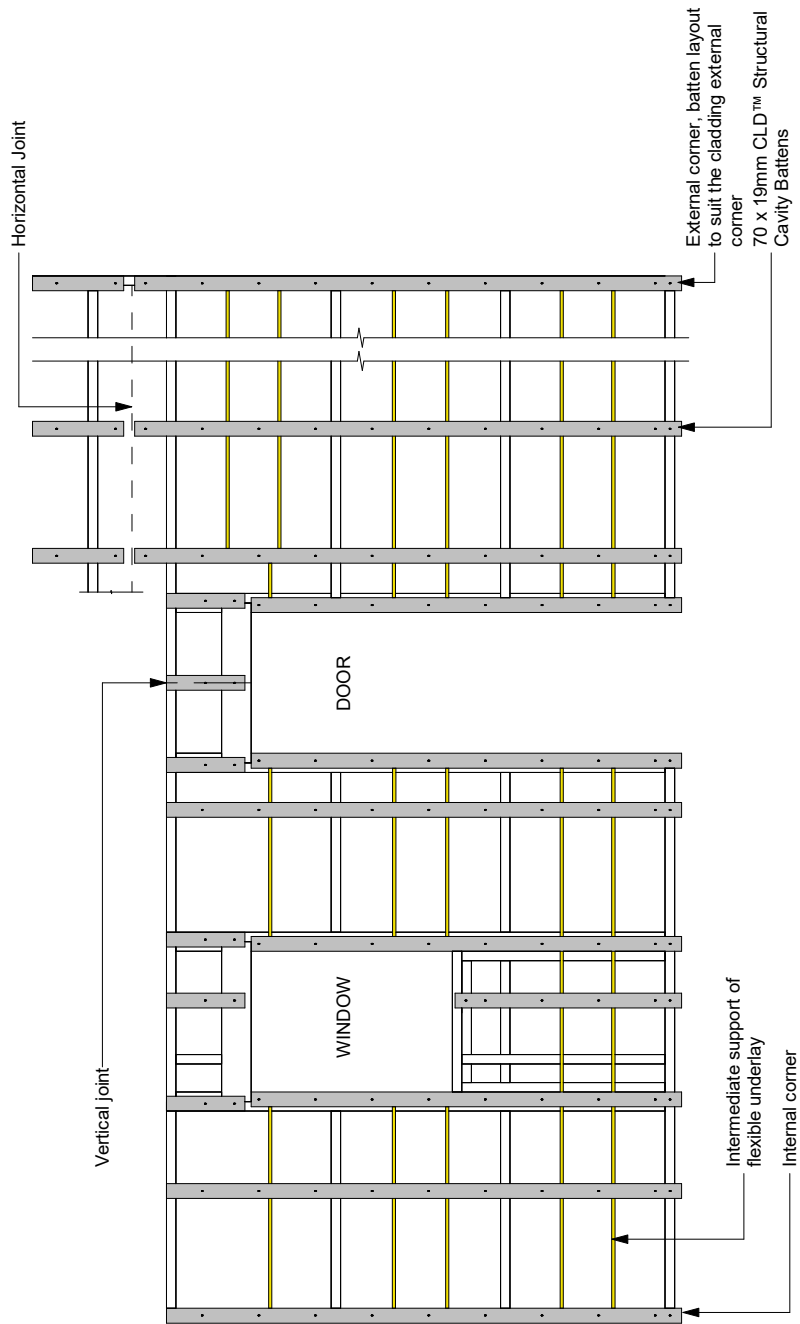 Horizontal Joint
Vertical joint
WINDOW
DOOR
Intermediate support of
flexible underlay
Internal corner
External corner, batten layout
to suit the cladding external
corner
70 x 19mm CLD™ Structural
Cavity Battens